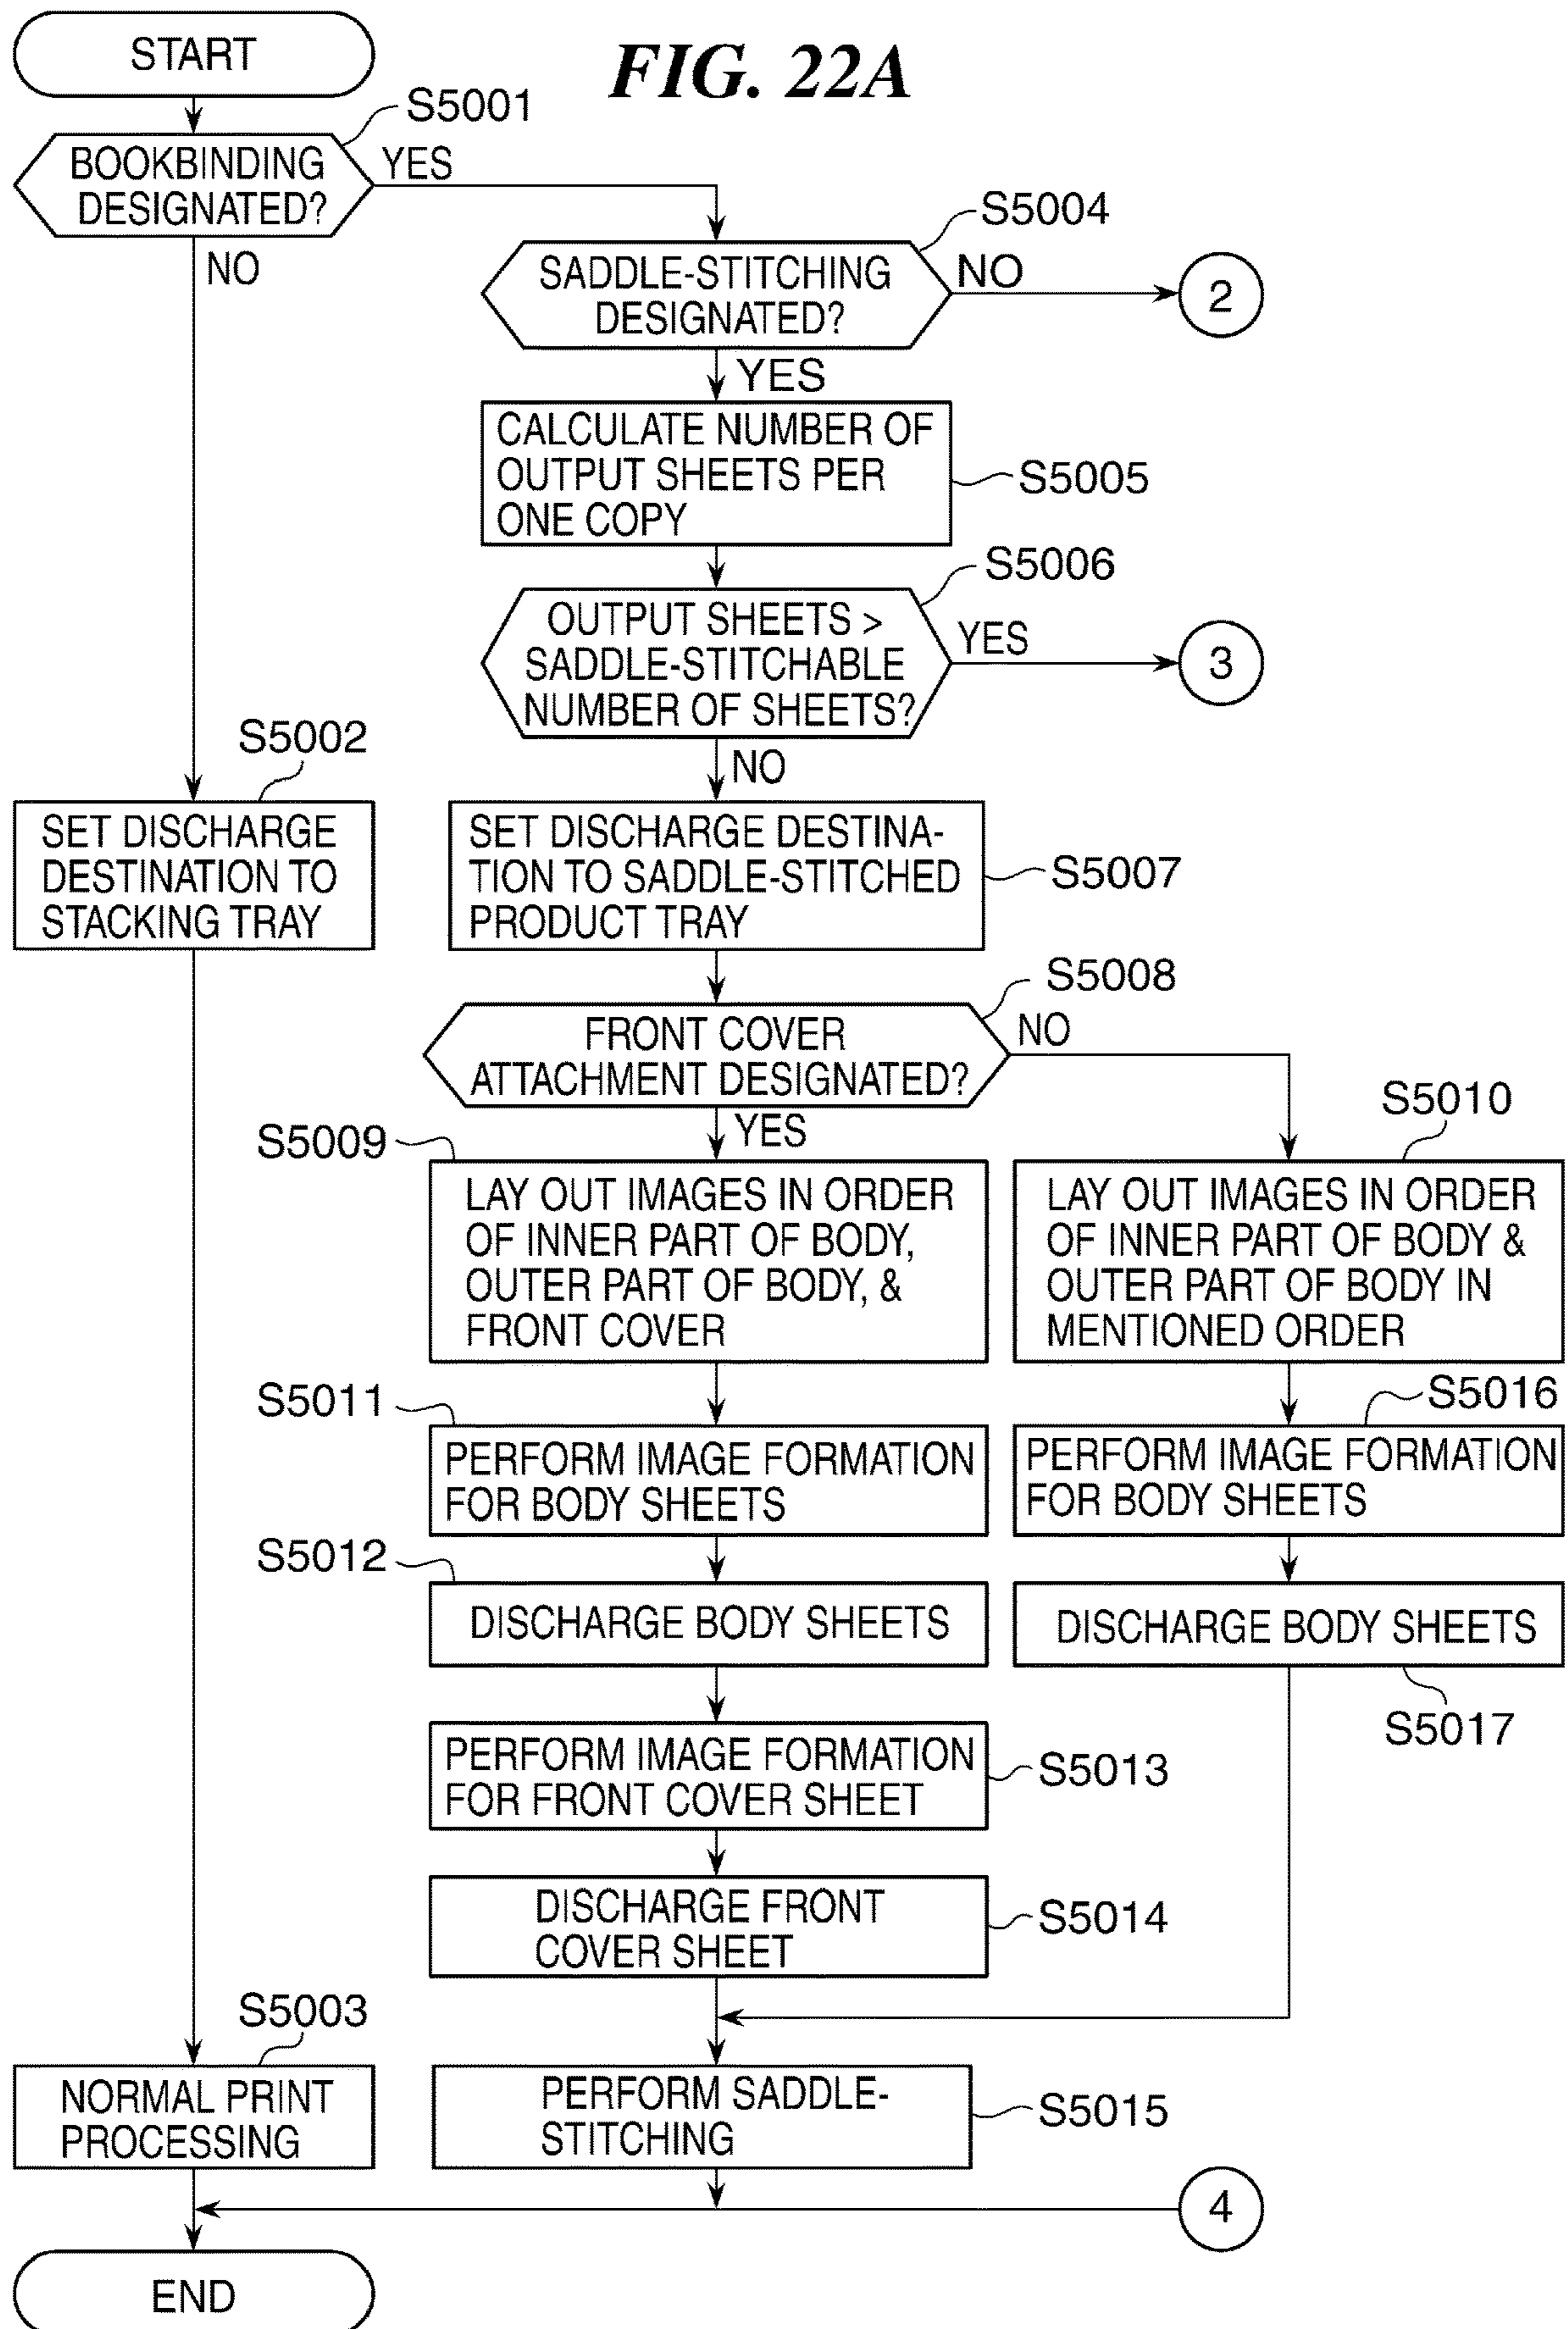 START
FIG. 22A
S5001
BOOKBINDING
DESIGNATED?
YES
NO
S5004
SADDLE-STITCHING
DESIGNATED?
NO
2
YES
CALCULATE NUMBER OF
OUTPUT SHEETS PER
ONE COPY
S5005
S5006
OUTPUT SHEETS >
SADDLE-STITCHABLE
NUMBER OF SHEETS?
YES
3
NO
S5002
SET DISCHARGE
DESTINATION TO
STACKING TRAY
SET DISCHARGE DESTINA-
TION TO SADDLE-STITCHED
PRODUCT TRAY
S5007
S5008
FRONT COVER
ATTACHMENT DESIGNATED?
NO
YES
S5009
LAY OUT IMAGES IN ORDER
OF INNER PART OF BODY,
OUTER PART OF BODY, &
FRONT COVER
S5010
LAY OUT IMAGES IN ORDER
OF INNER PART OF BODY &
OUTER PART OF BODY IN
MENTIONED ORDER
S5011
PERFORM IMAGE FORMATION
FOR BODY SHEETS
S5016
PERFORM IMAGE FORMATION
FOR BODY SHEETS
S5012
DISCHARGE BODY SHEETS
DISCHARGE BODY SHEETS
S5017
PERFORM IMAGE FORMATION
FOR FRONT COVER SHEET
S5013
DISCHARGE FRONT
COVER SHEET
S5014
S5003
NORMAL PRINT
PROCESSING
PERFORM SADDLE-
STITCHING
S5015
4
END